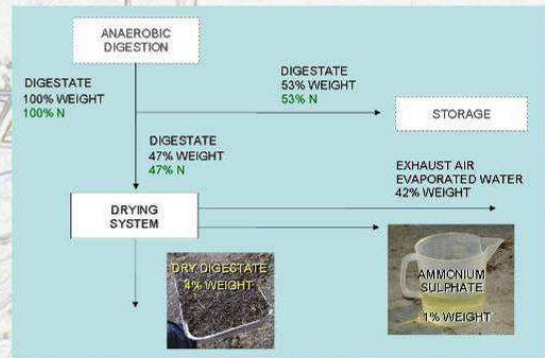 ANAEROBIC
DIGESTION
DIGESTATE
100% WEIGHT
100% N
DIGESTATE
53% WEIGHT
53% N
STORAGE
DIGESTATE
47% WEIGHT
47% N
EXHAUST AIR
EVAPORATED WATER
42% WEIGHT
DRYING
SYSTEM
DRY DIGESTATE
4% WEIGHT
AMMONIUM
SULPHATE
1% WEIGHT